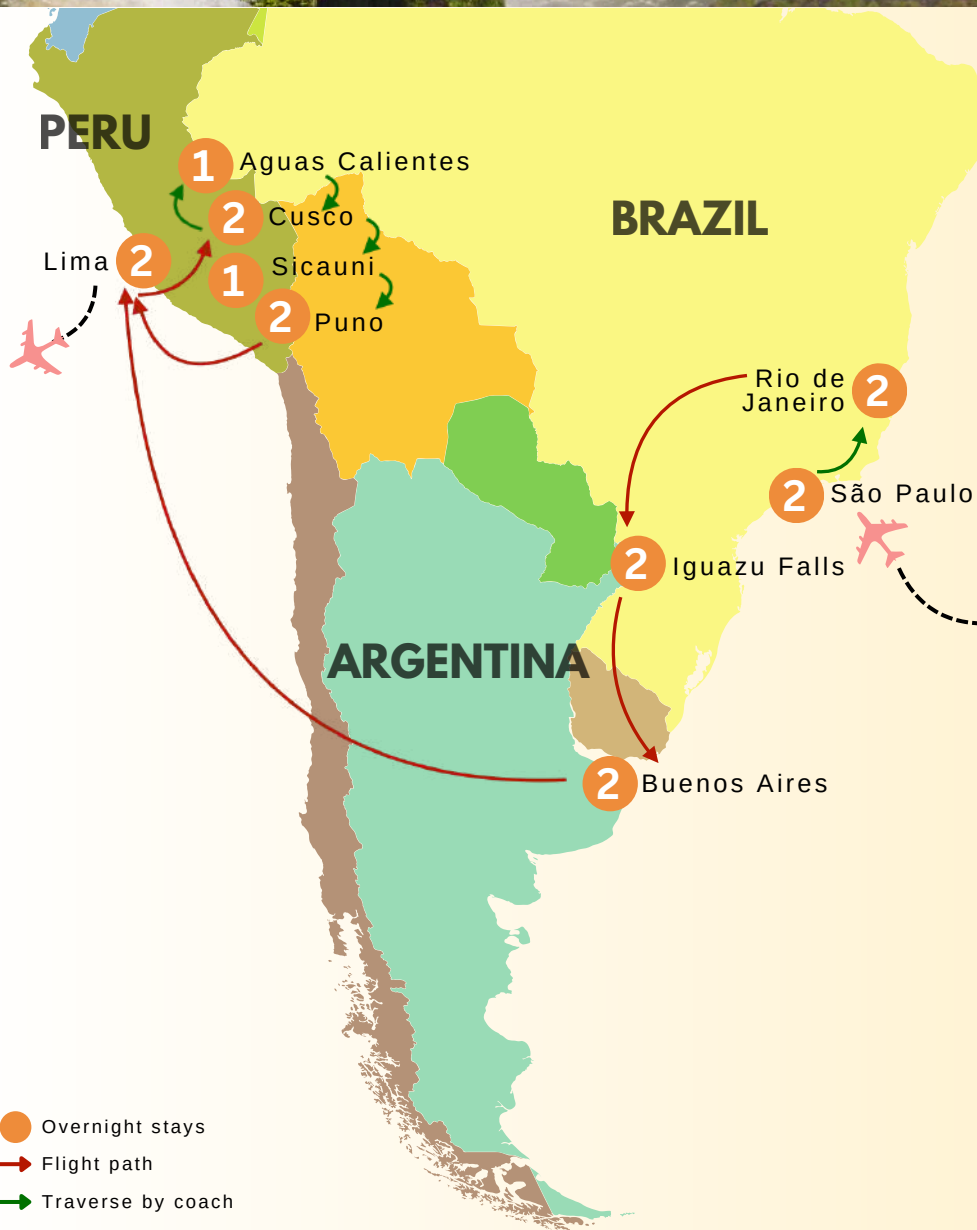 PERU
1 Aguas Calientes
2 Cusco
BRAZIL
Lima 2
1 Sicauni
2 Puno
Rio de
Janeiro 2
2 São Paulo
2 Iguazu Falls
ARGENTINA
2 Buenos Aires
Overnight stays
Flight path
Traverse by coach